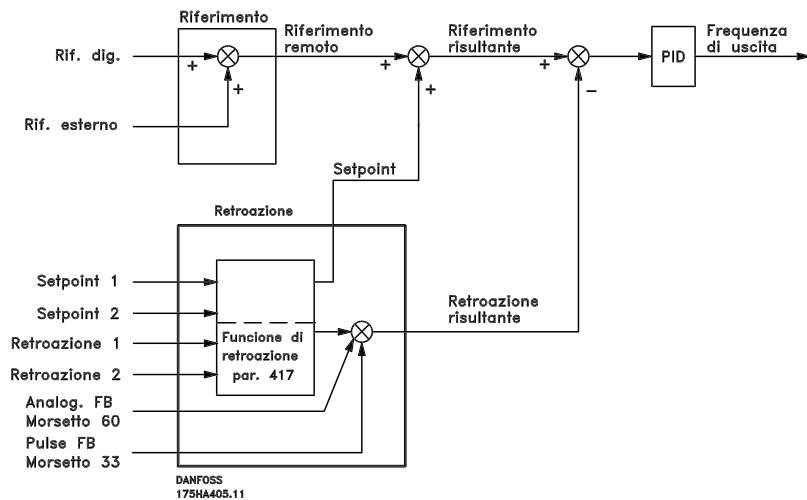 Riferimento
Rif. dig.
+
+
Rif. esterno
Riferimento
remoto
+
+
Riferimento
risultante
+
−
PID
Frequenza
di uscita
Setpoint
Retroazione
Setpoint 1
Setpoint 2
Retroazione 1
Retroazione 2
Funcione di
retroazione
par. 417
Analog. FB
Morsetto 60
Pulse FB
Morsetto 33
Retroazione
risultante
DANFOSS
175HA405.11